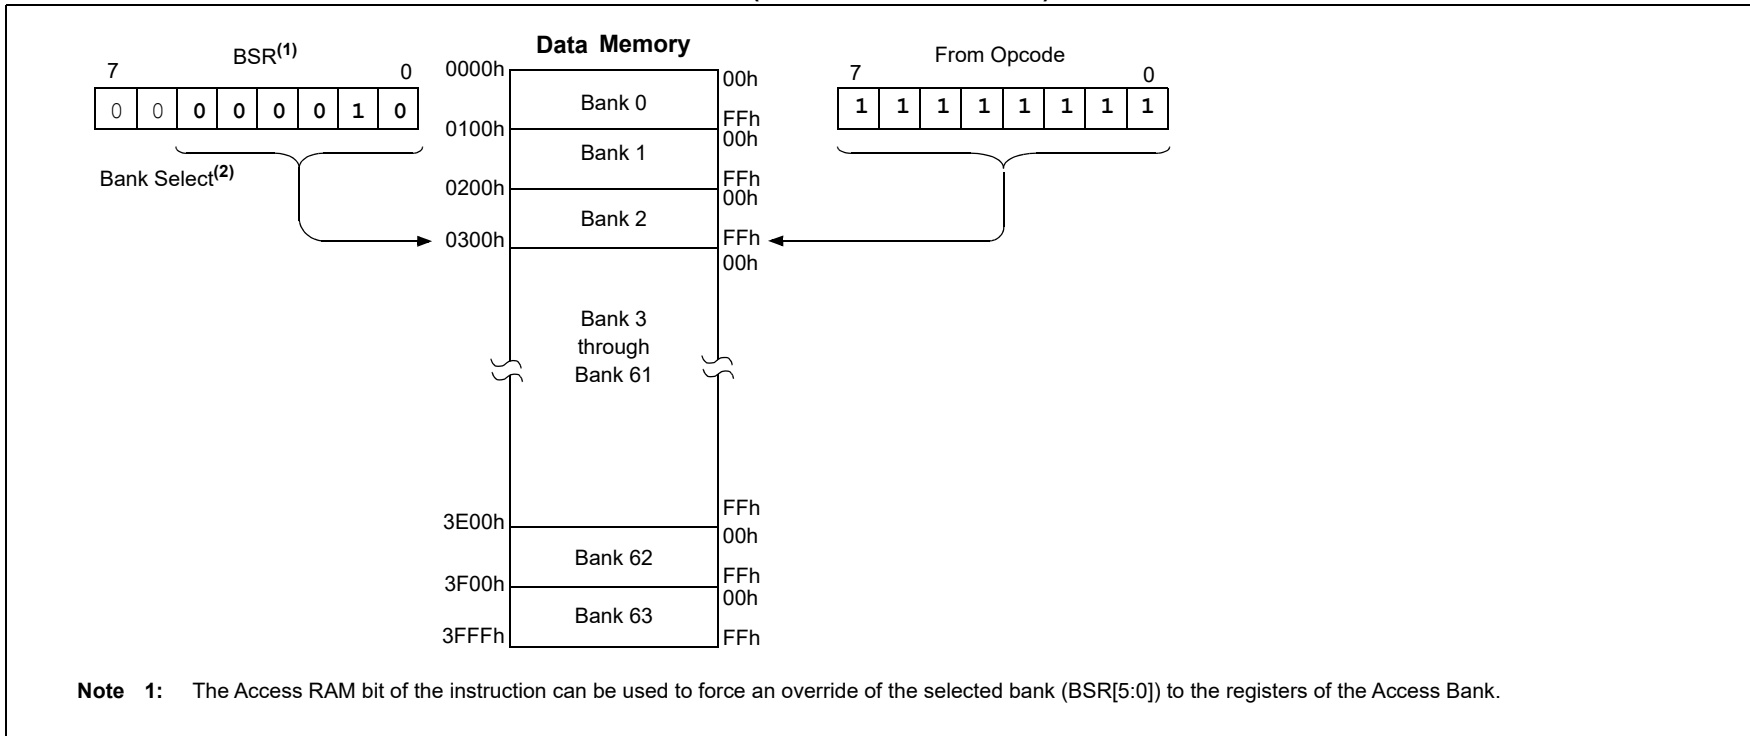 Data Memory
BSR(1)
7 0
0 0 0 0 0 0 1 0
Bank Select(2)
From Opcode
7 0
1 1 1 1 1 1 1 1
0000h
Bank 0
00h
FFh
0100h
Bank 1
00h
FFh
0200h
Bank 2
00h
FFh
0300h
00h
Bank 3
through
Bank 61
FFh
3E00h
Bank 62
00h
FFh
3F00h
Bank 63
00h
3FFFh
FFh
Note 1: The Access RAM bit of the instruction can be used to force an override of the selected bank (BSR[5:0]) to the registers of the Access Bank.